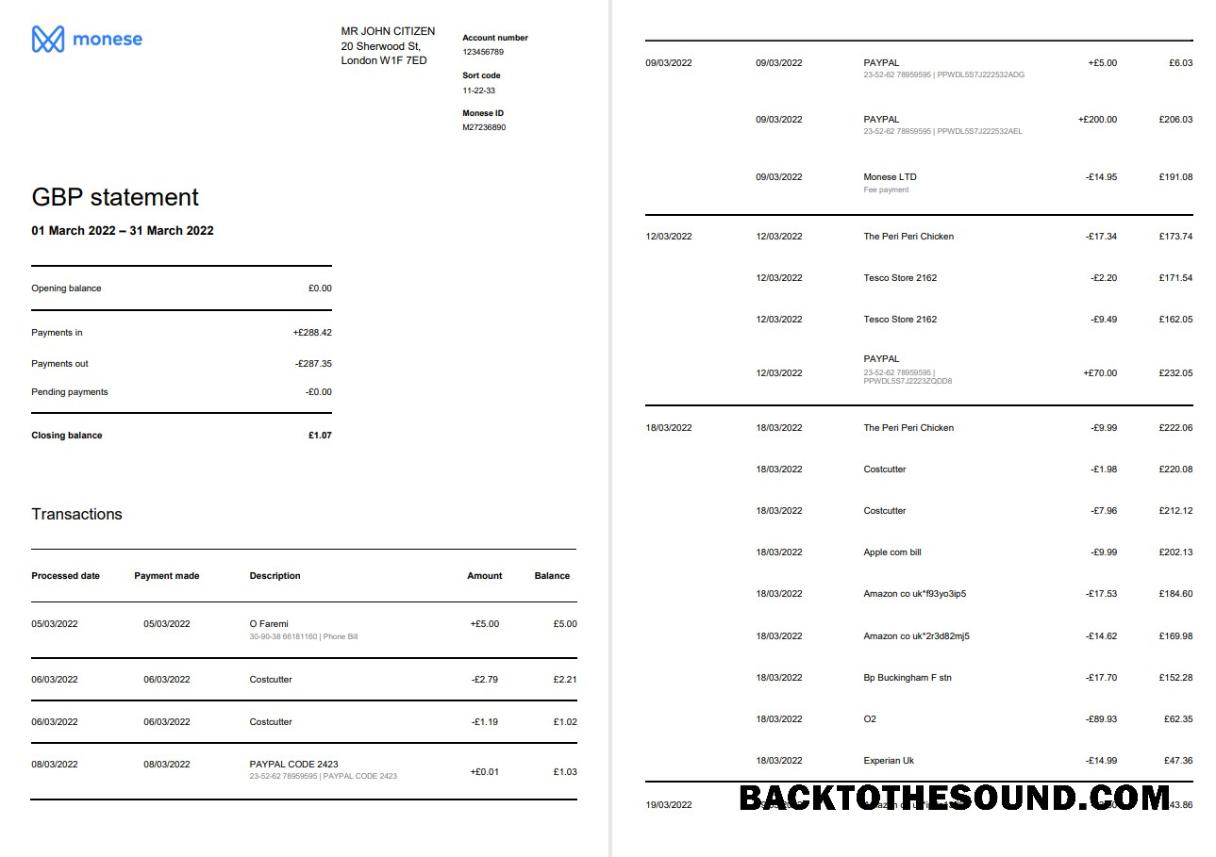 monese
MR JOHN CITIZEN
20 Sherwood St,
London W1F 7ED
Account number
123456789
Sort code
11-22-33
Monese ID
M27236890
GBP statement
01 March 2022 – 31 March 2022
Opening balance £0.00
Payments in +£288.42
Payments out -£287.35
Pending payments -£0.00
Closing balance £1.07
Transactions
Processed date Payment made Description Amount Balance
05/03/2022 05/03/2022 O Faremi +£5.00 £5.00
30-90-38 66181160 | Phone Bill
06/03/2022 06/03/2022 Costcutter -£2.79 £2.21
06/03/2022 06/03/2022 Costcutter -£1.19 £1.02
08/03/2022 08/03/2022 PAYPAL CODE 2423 +£0.01 £1.03
23-52-62 78959595 | PAYPAL CODE 2423
09/03/2022 09/03/2022 PAYPAL +£5.00 £6.03
23-52-62 78959595 | PPWDL5S7J222532ADG
09/03/2022 PAYPAL +£200.00 £206.03
23-52-62 78959595 | PPWDL5S7J222532AEL
09/03/2022 Monese LTD -£14.95 £191.08
Fee payment
12/03/2022 12/03/2022 The Peri Peri Chicken -£17.34 £173.74
12/03/2022 Tesco Store 2162 -£2.20 £171.54
12/03/2022 Tesco Store 2162 -£9.49 £162.05
PAYPAL
12/03/2022 23-52-62 78959595 | +£70.00 £232.05
PPWDL5S7J2223ZQDD8
18/03/2022 18/03/2022 The Peri Peri Chicken -£9.99 £222.06
18/03/2022 Costcutter -£1.98 £220.08
18/03/2022 Costcutter -£7.96 £212.12
18/03/2022 Apple com bill -£9.99 £202.13
18/03/2022 Amazon co uk*f93yo3ip5 -£17.53 £184.60
18/03/2022 Amazon co uk*2r3d82mj5 -£14.62 £169.98
18/03/2022 Bp Buckingham F stn -£17.70 £152.28
18/03/2022 O2 -£89.93 £62.35
18/03/2022 Experian Uk -£14.99 £47.36
BACKTOTHESOUND.COM
19/03/2022 43.86